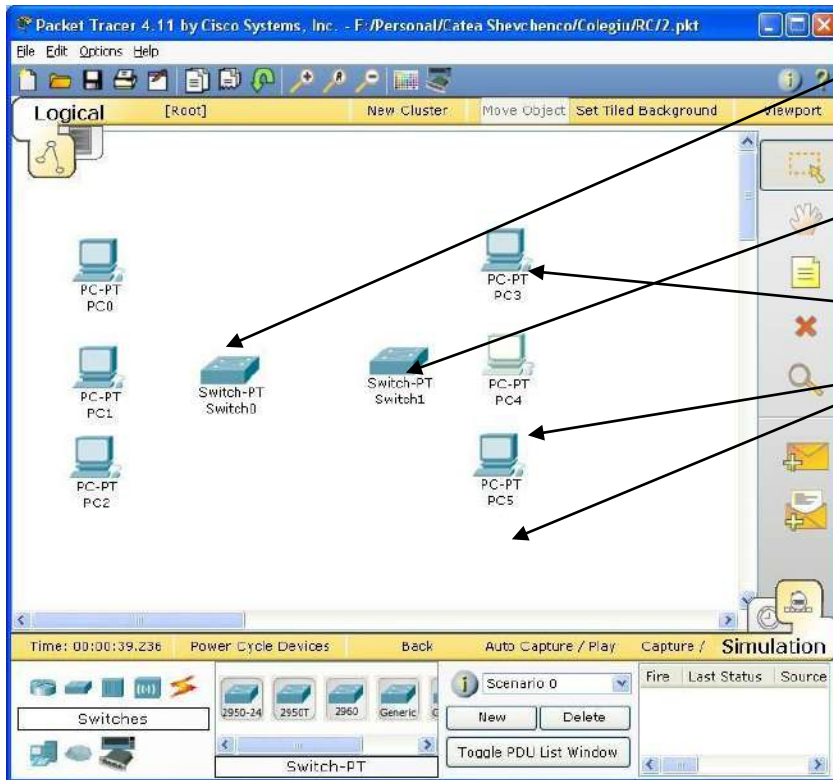 Packet Tracer 4.11 by Cisco Systems, Inc. - F:/Personal/Catea Shevchenco/Colegiu/RC/2.pkt
File Edit Options Help
Logical [Root] New Cluster Move Object Set Tiled Background Viewport
PC-PT
PC0
PC-PT
PC3
PC-PT
PC1
Switch-PT
Switch0
Switch-PT
Switch1
PC-PT
PC4
PC-PT
PC2
PC-PT
PC5
Time: 00:00:39.236 Power Cycle Devices Back Auto Capture / Play Capture / Simulation
Switches
2950-24 2950T 2960 Generic G
Switch-PT
Scenario 0
New Delete
Toggle PDU List Window
Fire Last Status Source